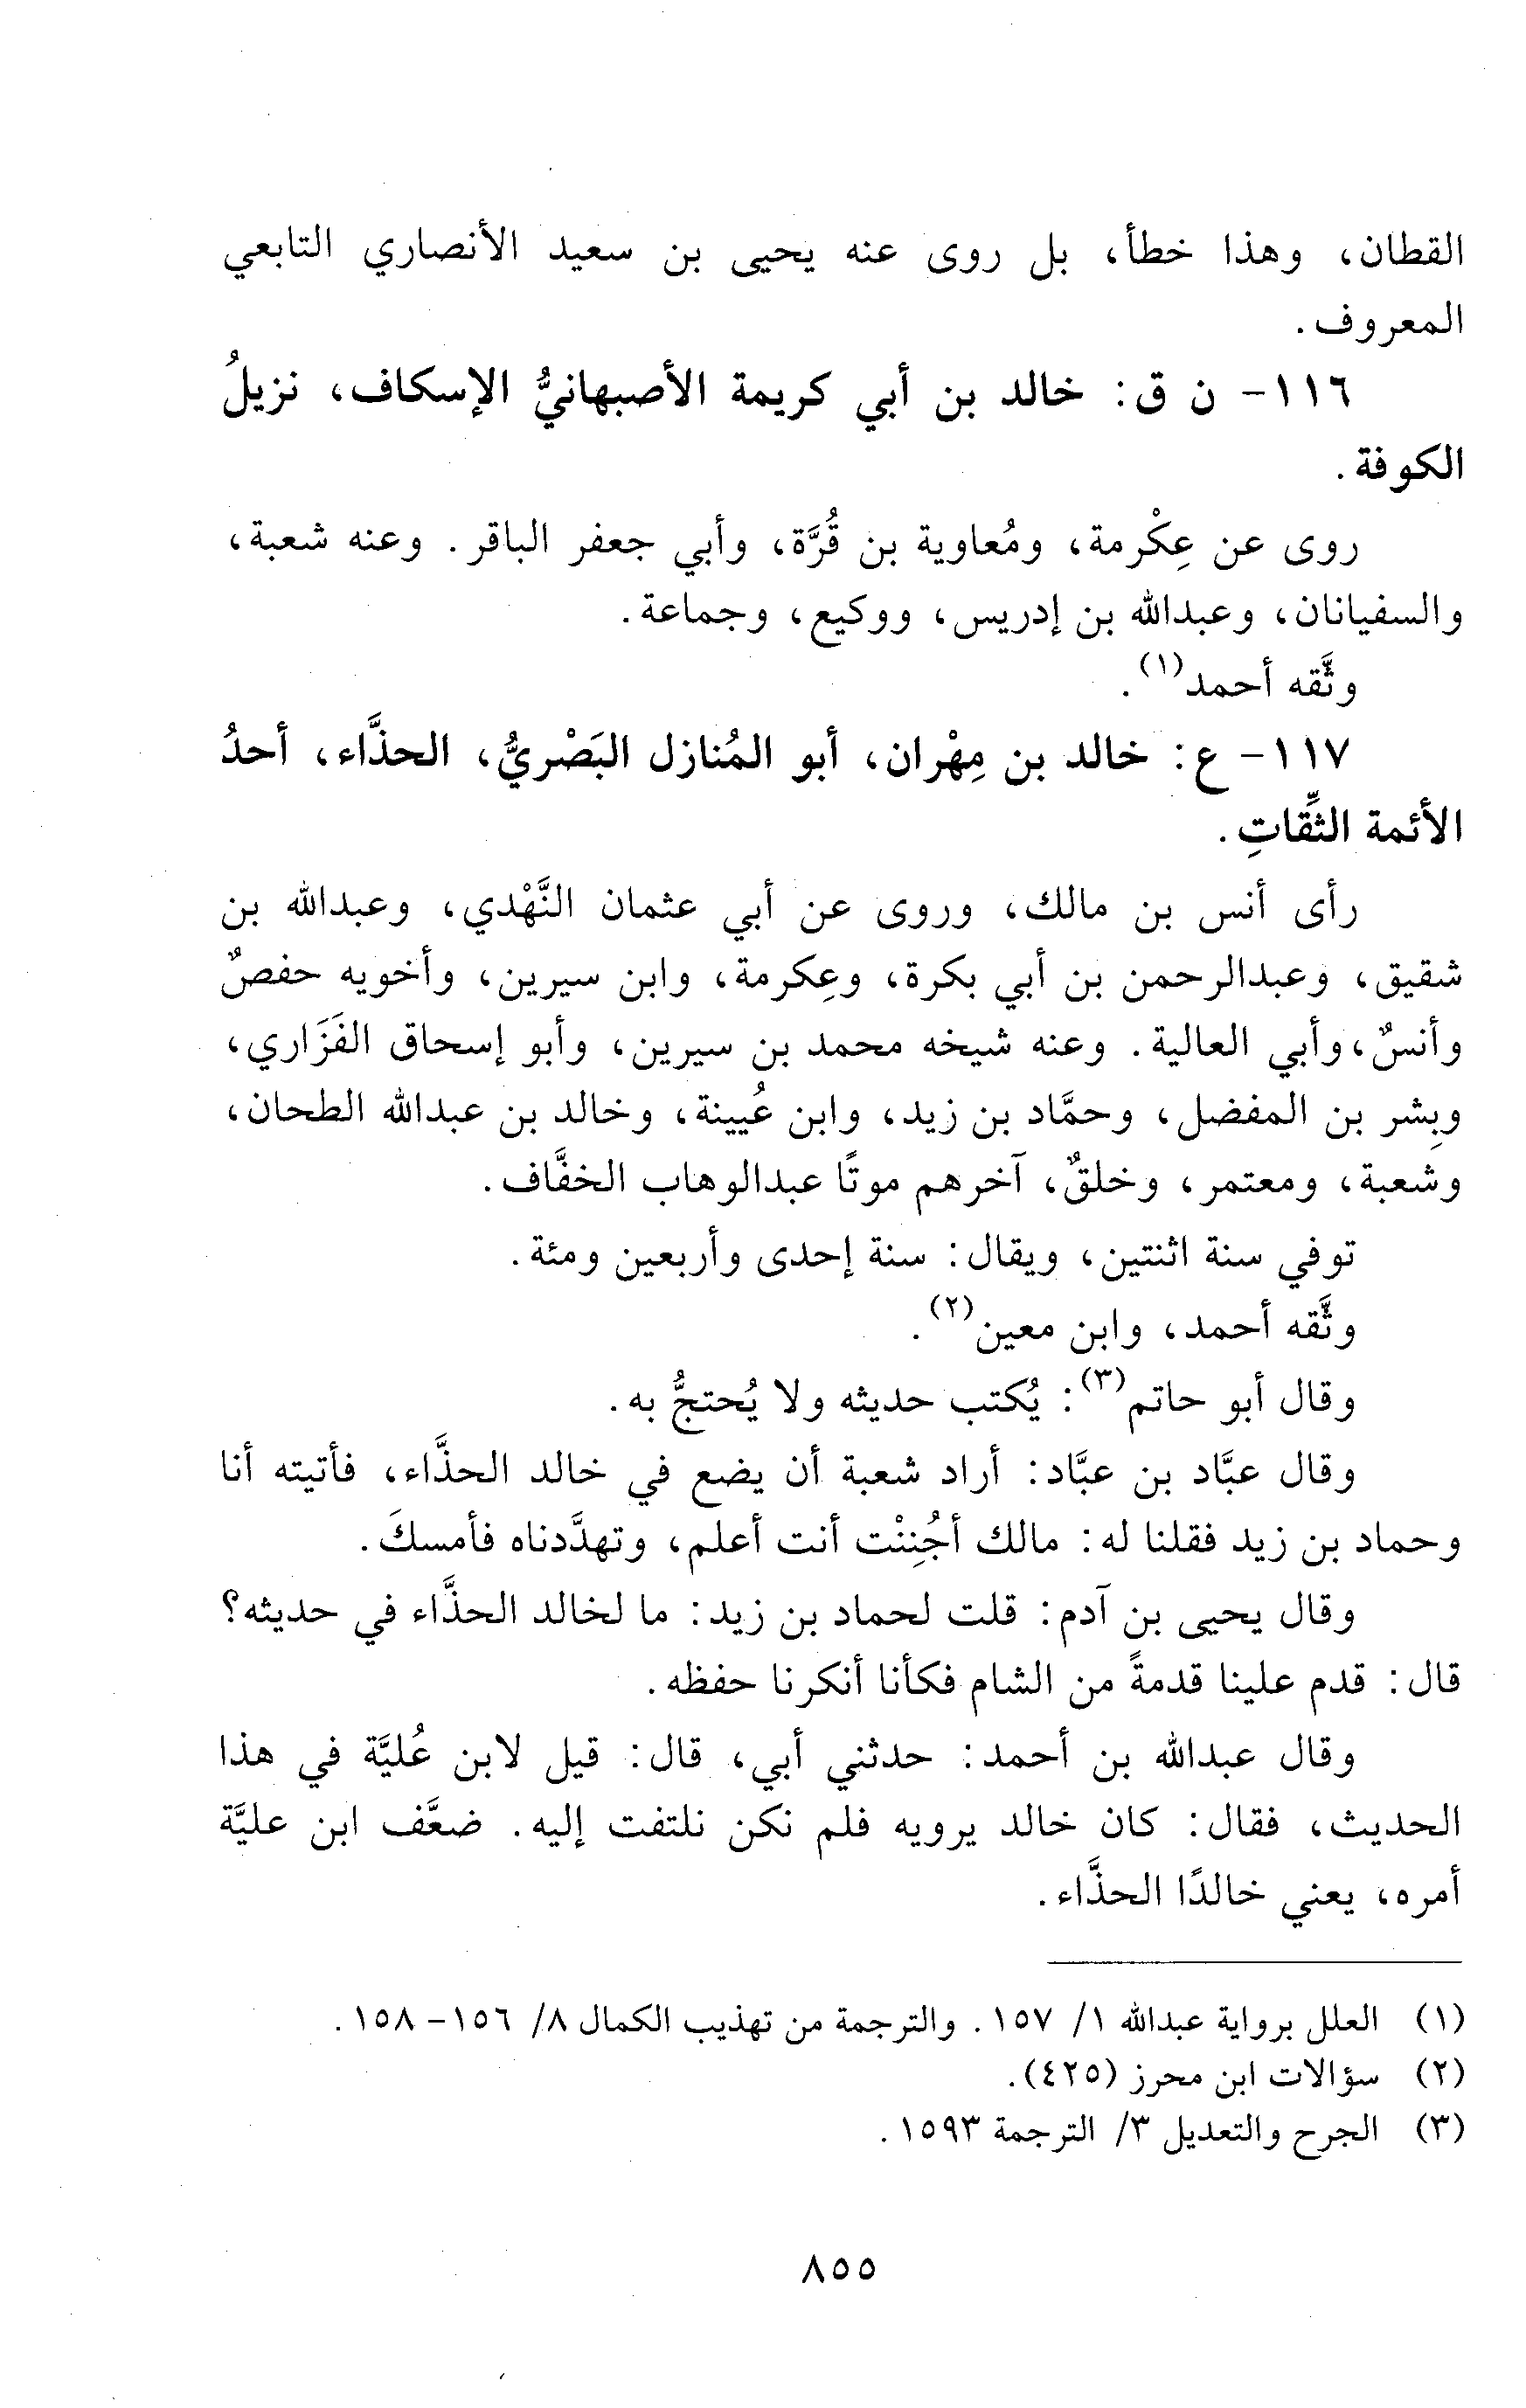 القطان، وهذا خطأ، بل روى عنه يحيى بن سعيد الأنصاري التابعي
المعروف.
١١٦- ن ق: خالد بن أبي كريمة الأصبهانيُّ الإسكاف، نزيلُ
الكوفة.
روى عن عِكْرمة، ومُعاوية بن قُرَّة، وأبي جعفر الباقر. وعنه شعبة،
والسفيانان، وعبدالله بن إدريس، ووكيع، وجماعة.
وثَّقه أحمد(١).
١١٧- ع: خالد بن مِهْران، أبو المُنازل البَصْريُّ، الحذَّاء، أحدُ
الأئمة الثِّقاتِ.
رأى أنس بن مالك، وروى عن أبي عثمان النَّهْدي، وعبدالله بن
شقيق، وعبدالرحمن بن أبي بكرة، وعِكرمة، وابن سيرين، وأخويه حفصٌ
وأنسٌ، وأبي العالية. وعنه شيخه محمد بن سيرين، وأبو إسحاق الفَزَاري،
وبِشر بن المفضل، وحمَّاد بن زيد، وابن عُيينة، وخالد بن عبدالله الطحان،
وشعبة، ومعتمر، وخلقٌ، آخرهم موتًا عبدالوهاب الخفَّاف.
توفي سنة اثنتين، ويقال: سنة إحدى وأربعين ومئة.
وثَّقه أحمد، وابن معين(٢).
وقال أبو حاتم(٣): يُكتب حديثه ولا يُحتجُّ به.
وقال عبَّاد بن عبَّاد: أراد شعبة أن يضع في خالد الحذَّاء، فأتيته أنا
وحماد بن زيد فقلنا له: مالك أجُنِنْت أنت أعلم، وتهدَّدناه فأمسكَ.
وقال يحيى بن آدم: قلت لحماد بن زيد: ما لخالد الحذَّاء في حديثه؟
قال: قدم علينا قدمةً من الشام فكأنا أنكرنا حفظه.
وقال عبدالله بن أحمد: حدثني أبي، قال: قيل لابن عُليَّة في هذا
الحديث، فقال: كان خالد يرويه فلم نكن نلتفت إليه. ضعَّف ابن عليَّة
أمره، يعني خالدًا الحذَّاء.
(١) العلل برواية عبدالله ١/ ١٥٧. والترجمة من تهذيب الكمال ٨/ ١٥٦- ١٥٨.
(٢) سؤالات ابن محرز (٤٢٥).
(٣) الجرح والتعديل ٣/ الترجمة ١٥٩٣.
٨٥٥